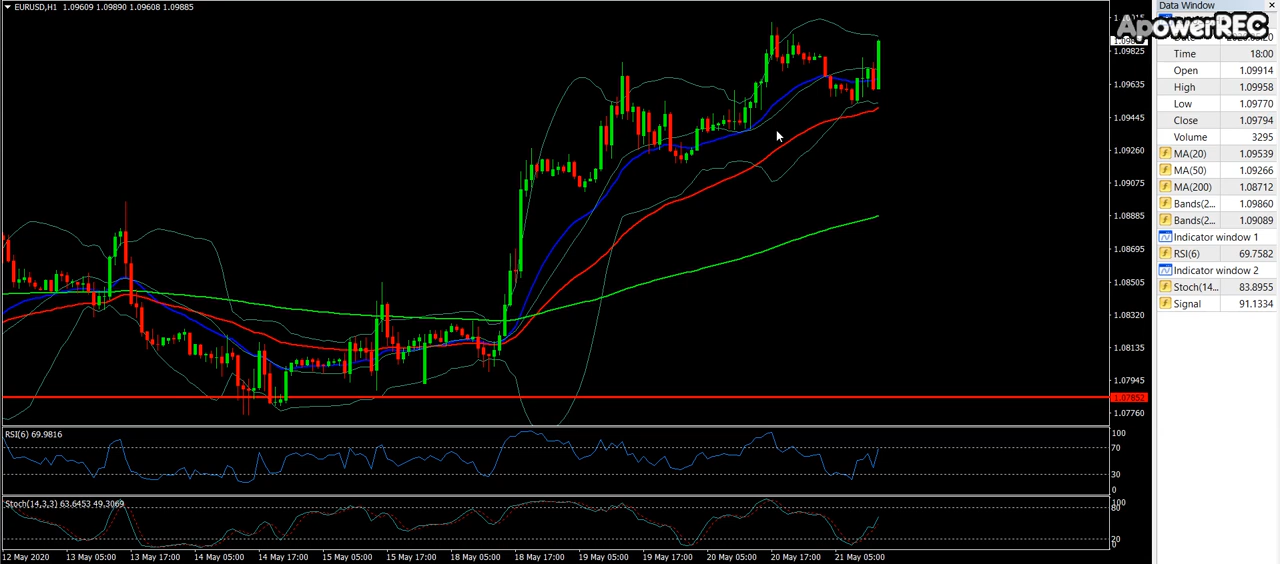 EURUSD,H1 1.09609 1.09890 1.09608 1.09885
Data Window
ApowerREC
1.09825
1.09635
1.09445
1.09260
1.09075
1.08885
1.08695
1.08505
1.08320
1.08135
1.07945
1.07852
1.07760
Time 18:00
Open 1.09914
High 1.09958
Low 1.09770
Close 1.09794
Volume 3295
MA(20) 1.09539
MA(50) 1.09266
MA(200) 1.08712
Bands(2... 1.09860
Bands(2... 1.09089
Indicator window 1
RSI(6) 69.7582
Indicator window 2
Stoch(14... 83.8955
Signal 91.1334
RSI(6) 69.9816
100
70
30
0
Stoch(14,3,3) 63.6453 49.3069
100
80
20
0
12 May 2020 13 May 05:00 13 May 17:00 14 May 05:00 14 May 17:00 15 May 05:00 15 May 17:00 18 May 05:00 18 May 17:00 19 May 05:00 19 May 17:00 20 May 05:00 20 May 17:00 21 May 05:00